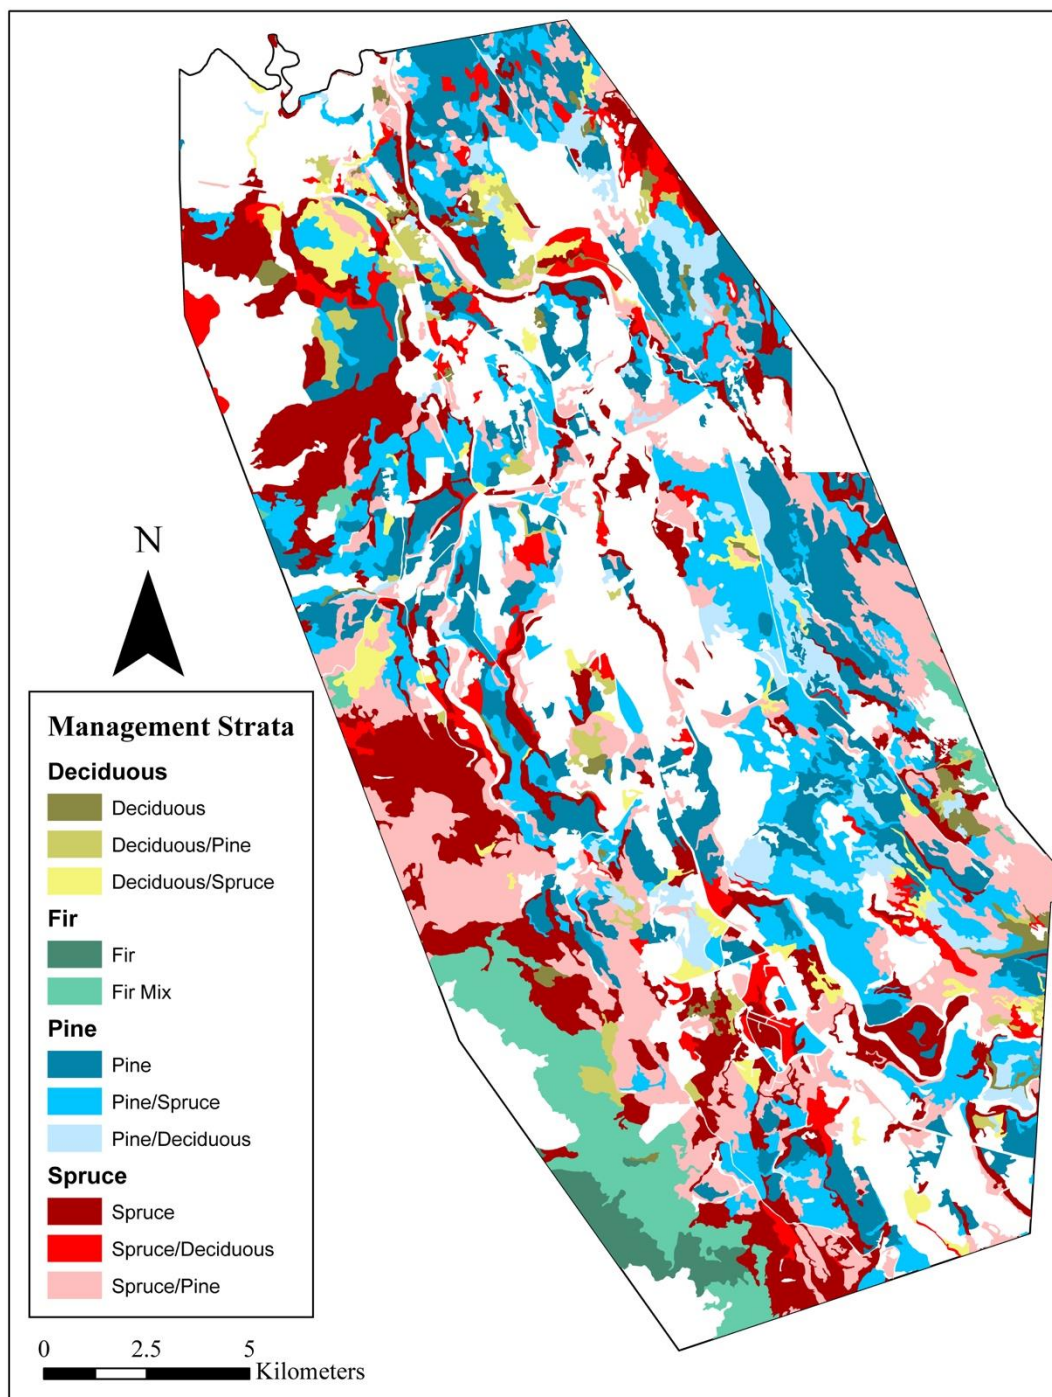 N
Management Strata
Deciduous
Deciduous
Deciduous/Pine
Deciduous/Spruce
Fir
Fir
Fir Mix
Pine
Pine
Pine/Spruce
Pine/Deciduous
Spruce
Spruce
Spruce/Deciduous
Spruce/Pine
0 2.5 5
Kilometers